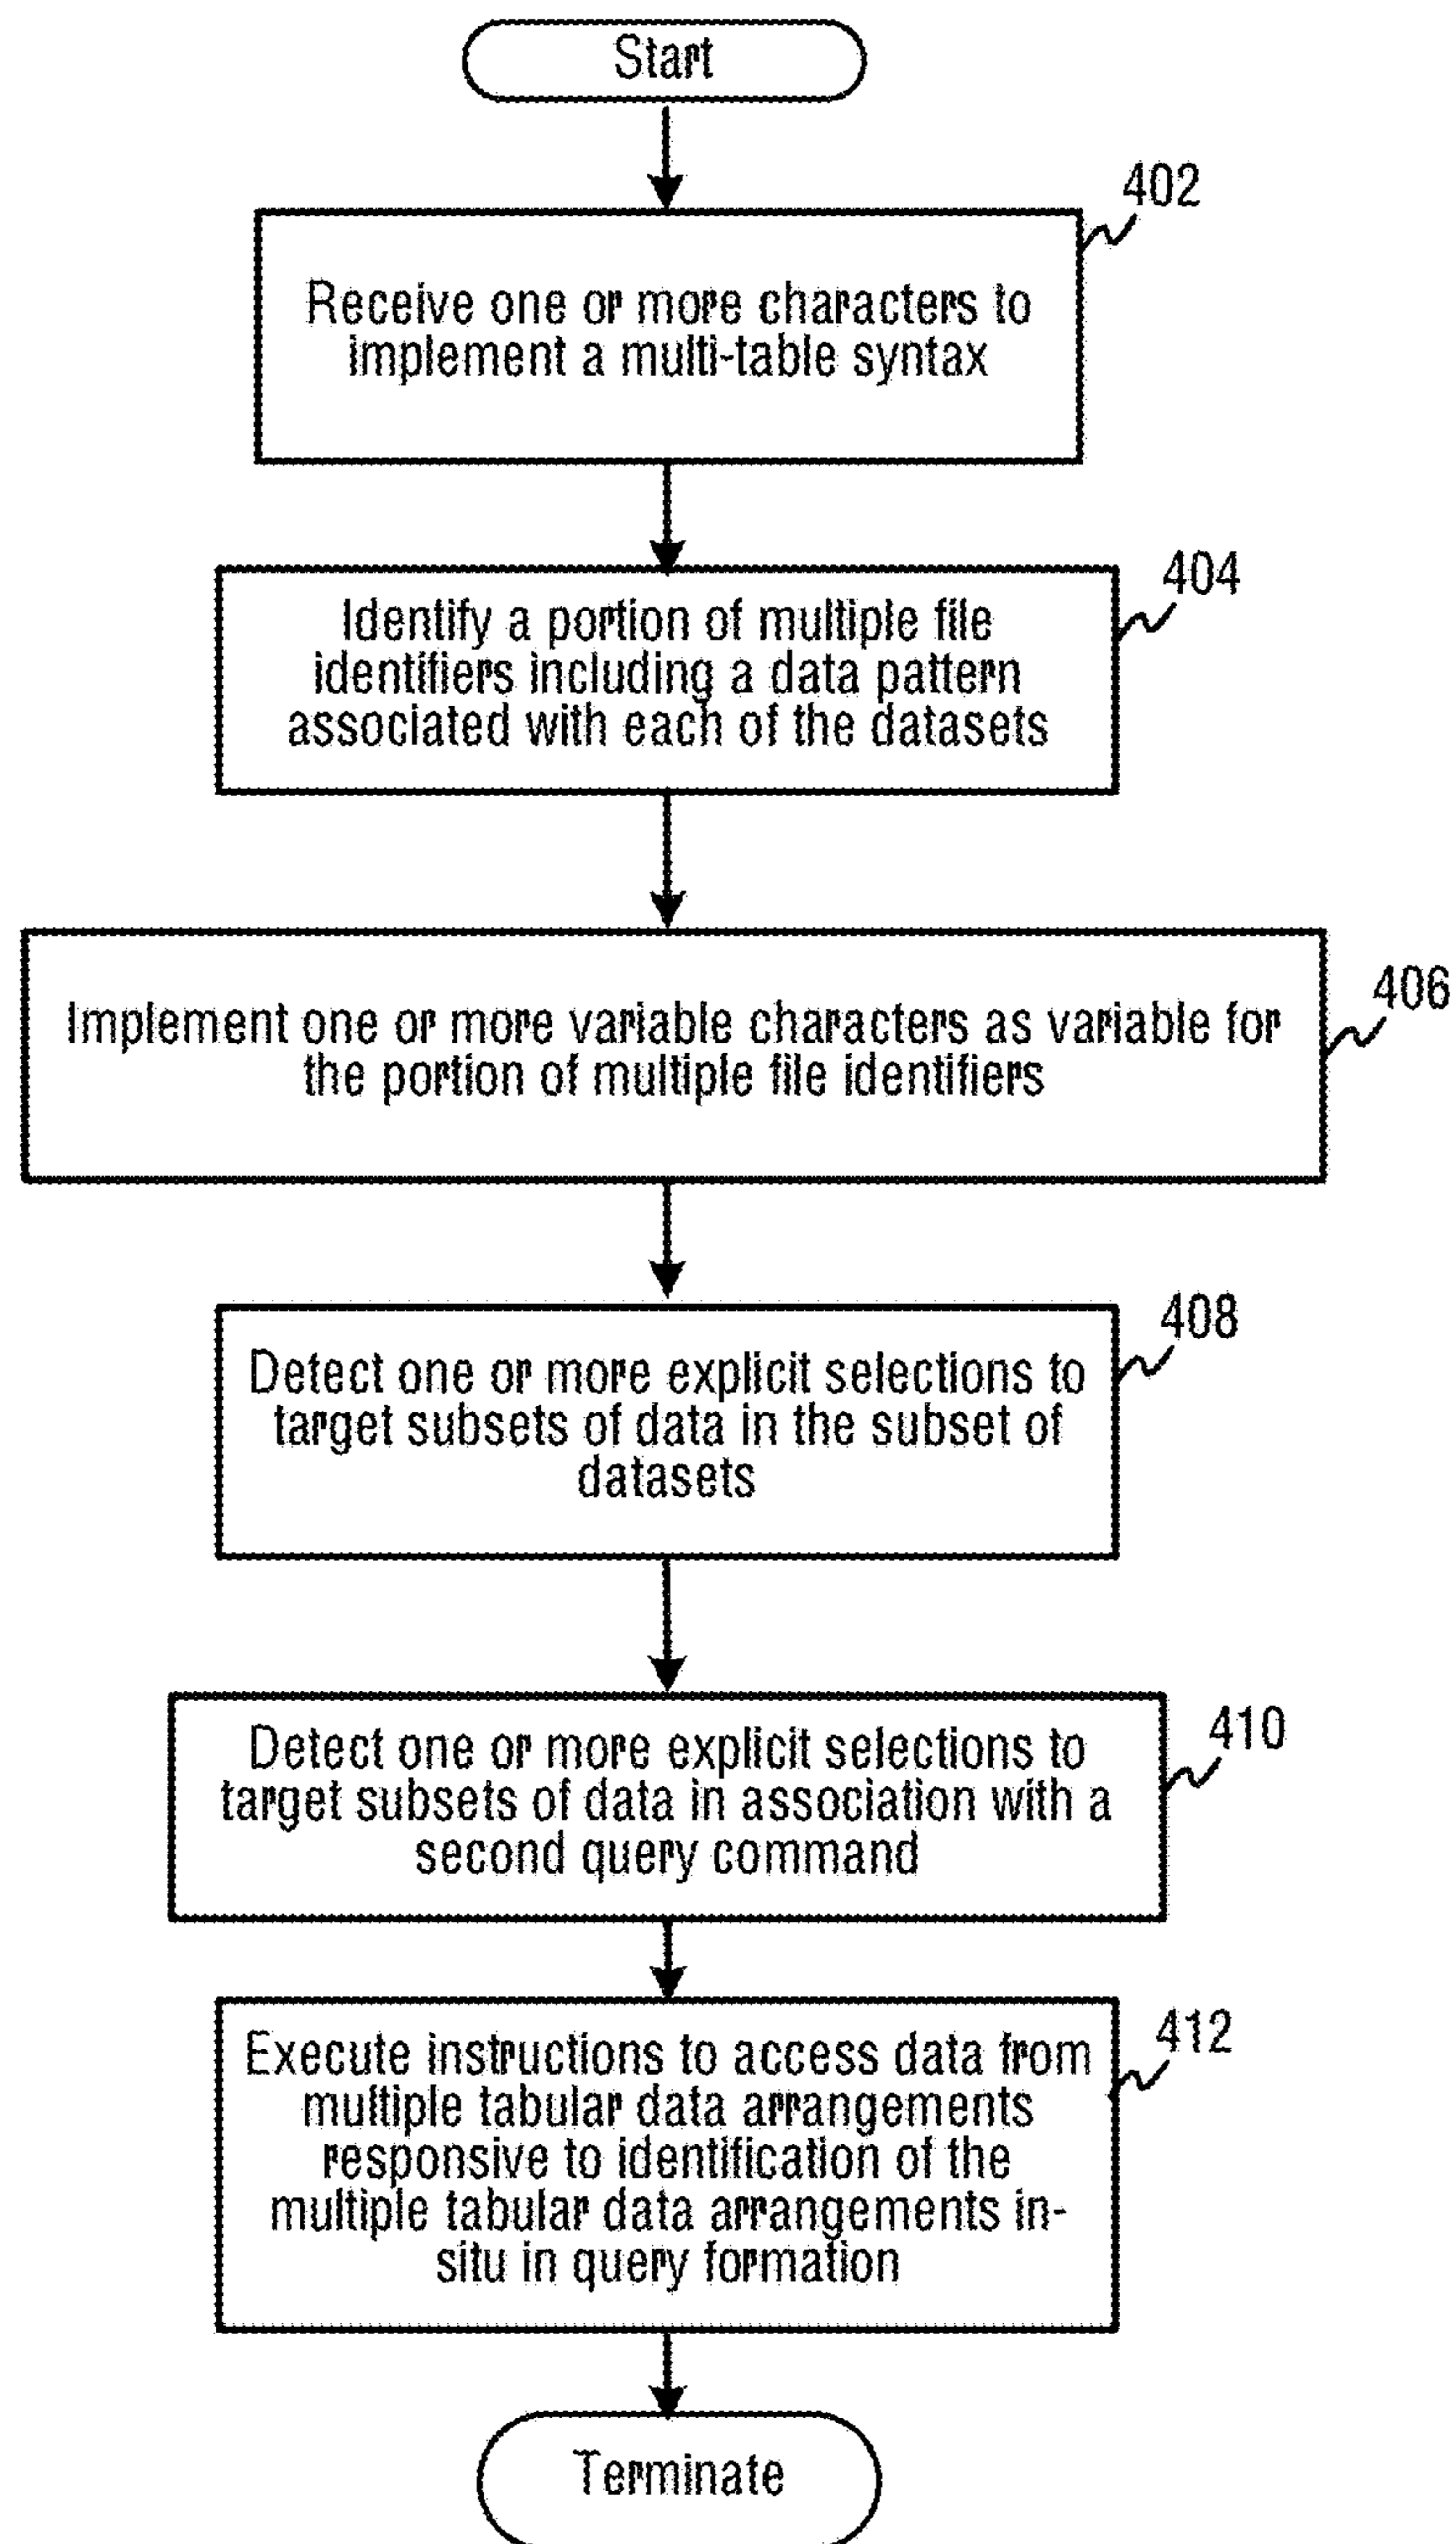 Start
402
Receive one or more characters to
implement a multi-table syntax
404
Identify a portion of multiple file
identifiers including a data pattern
associated with each of the datasets
406
Implement one or more variable characters as variable for
the portion of multiple file identifiers
408
Detect one or more explicit selections to
target subsets of data in the subset of
datasets
410
Detect one or more explicit selections to
target subsets of data in association with a
second query command
412
Execute instructions to access data from
multiple tabular data arrangements
responsive to identification of the
multiple tabular data arrangements in-
situ in query formation
Terminate